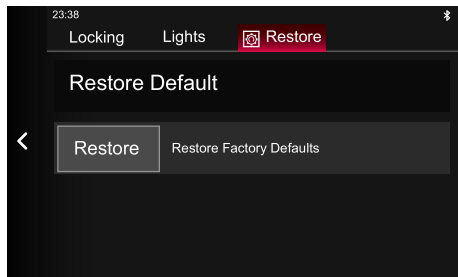 23:38
Locking Lights Restore
Restore Default
Restore Restore Factory Defaults